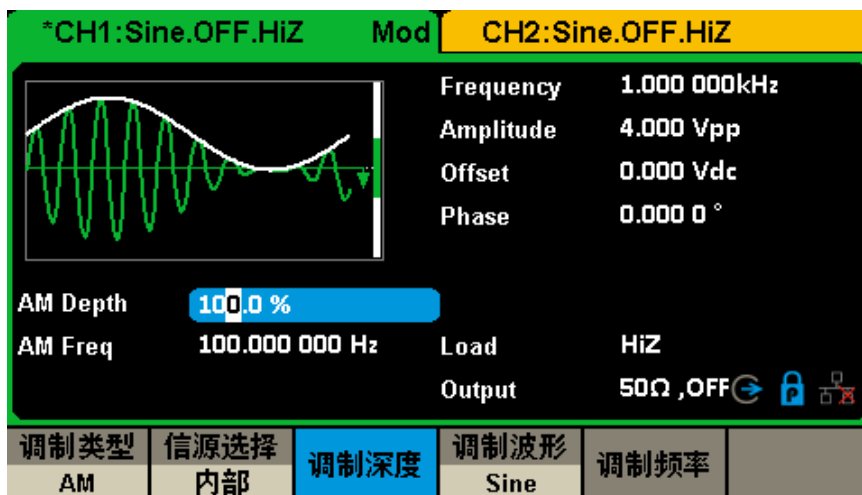 *CH1:Sine.OFF.HiZ Mod CH2:Sine.OFF.HiZ
Frequency 1.000 000kHz
Amplitude 4.000 Vpp
Offset 0.000 Vdc
Phase 0.000 0 °
AM Depth 100.0 %
AM Freq 100.000 000 Hz Load HiZ
Output 50Ω ,OFF
调制类型 信源选择 调制深度 调制波形 调制频率
AM 内部 Sine